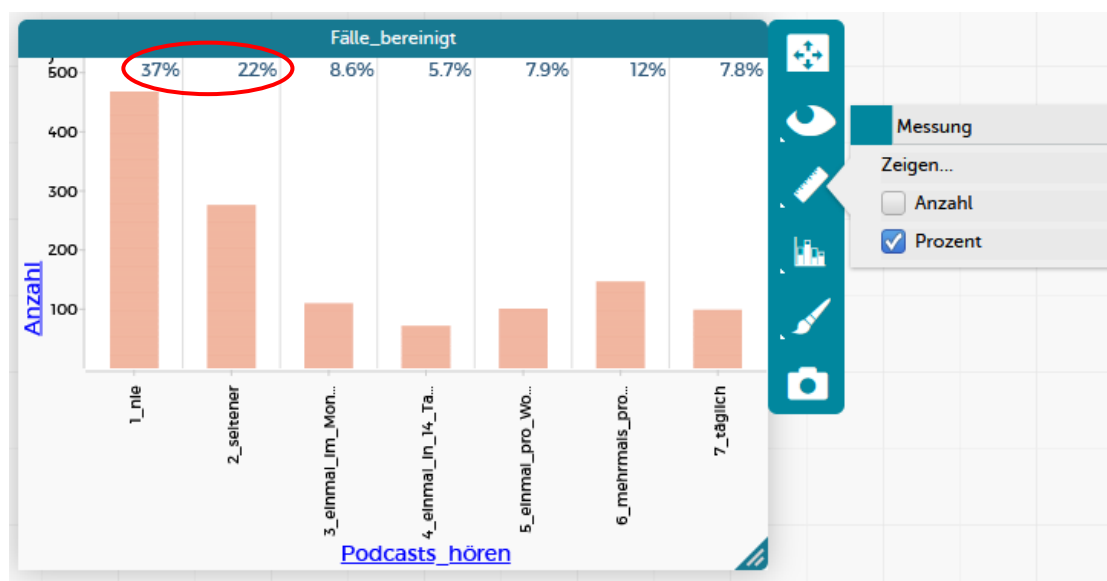 Fälle_bereinigt
37% 22% 8.6% 5.7% 7.9% 12% 7.8%
500
400
300
200
100
Anzahl
1_nie
2_seltener
3_einmal_im_Mon...
4_einmal_in_14_Ta...
5_einmal_pro_Wo...
6_mehrmals_pro...
7_täglich
Podcasts_hören
Messung
Zeigen...
Anzahl
Prozent